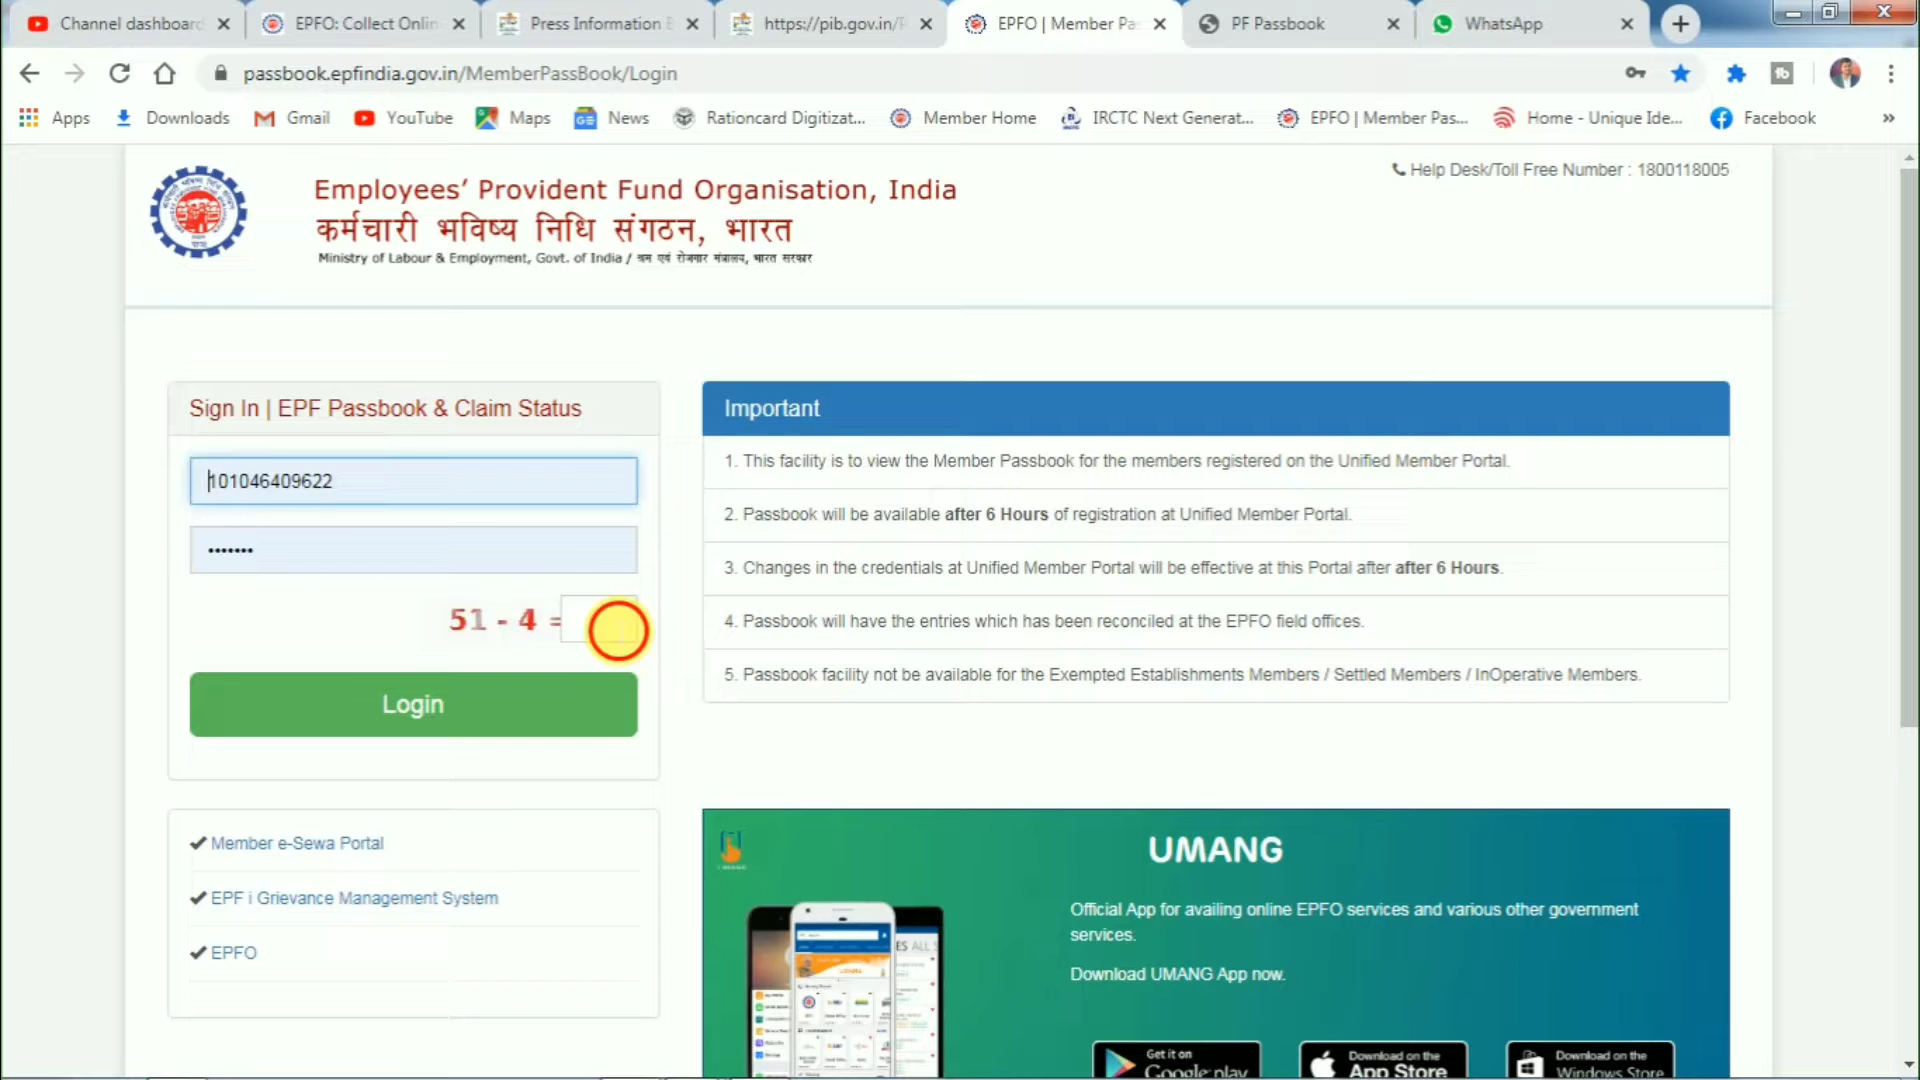 Channel dashboard
EPFO: Collect Onlin
Press Information
https://pib.gov.in/
EPFO | Member Pa
PF Passbook
WhatsApp
passbook.epfindia.gov.in/MemberPassBook/Login
Apps
Downloads
Gmail
YouTube
Maps
News
Rationcard Digitizat...
Member Home
IRCTC Next Generat...
EPFO | Member Pas...
Home - Unique Ide...
Facebook
»
Help Desk/Toll Free Number : 1800118005
Employees' Provident Fund Organisation, India
कर्मचारी भविष्य निधि संगठन, भारत
Ministry of Labour & Employment, Govt. of India / श्रम एवं रोजगार मंत्रालय, भारत सरकार
Sign In | EPF Passbook & Claim Status
101046409622
•••••••
51 - 4 =
Login
Important
1. This facility is to view the Member Passbook for the members registered on the Unified Member Portal.
2. Passbook will be available after 6 Hours of registration at Unified Member Portal.
3. Changes in the credentials at Unified Member Portal will be effective at this Portal after after 6 Hours.
4. Passbook will have the entries which has been reconciled at the EPFO field offices.
5. Passbook facility not be available for the Exempted Establishments Members / Settled Members / InOperative Members.
Member e-Sewa Portal
EPF i Grievance Management System
EPFO
UMANG
Official App for availing online EPFO services and various other government
services.
Download UMANG App now.
Get it on
Google play
Download on the
App Store
Download on the
Windows Store